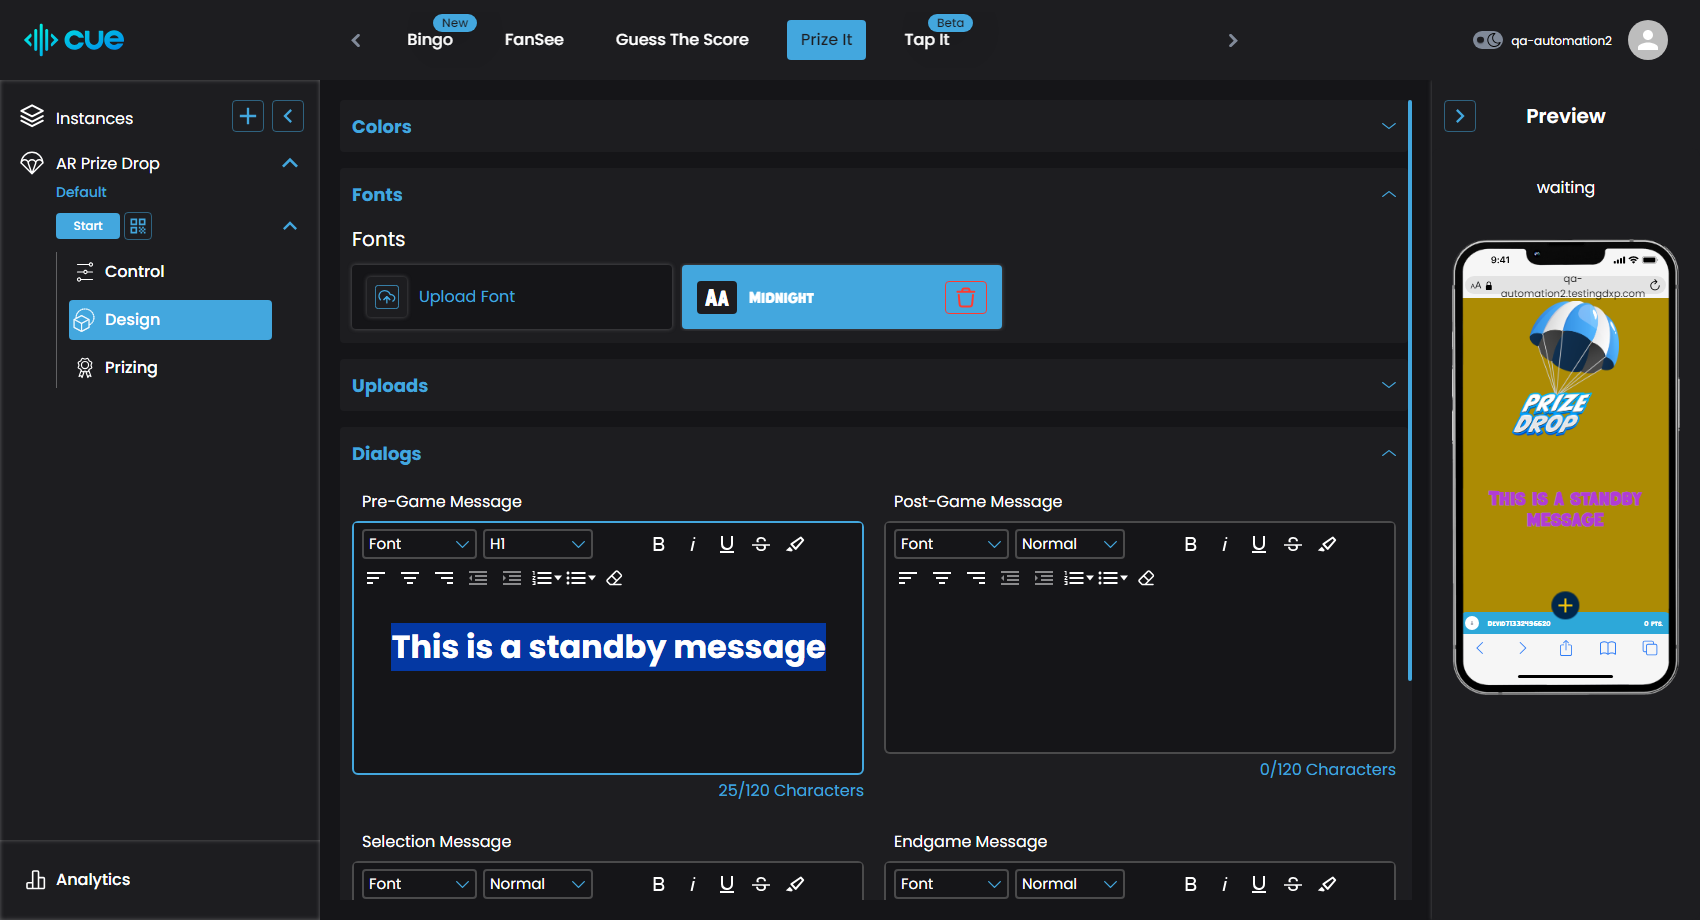 cue
Bingo
New
FanSee
Guess The Score
Prize It
Tap It
Beta
qa-automation2
Instances
AR Prize Drop
Default
Start
Control
Design
Prizing
Analytics
Colors
Fonts
Fonts
Upload Font
AA
MIDNIGHT
Uploads
Dialogs
Pre-Game Message
Font
H1
B i U S
This is a standby message
25/120 Characters
Post-Game Message
Font
Normal
B i U S
0/120 Characters
Selection Message
Font
Normal
B i U S
Endgame Message
Font
Normal
B i U S
Preview
waiting
9:41
AA
qa-
automation2.testingdxp.com
PRIZE
DROP
THIS IS A STANDBY
MESSAGE
0 PTS.